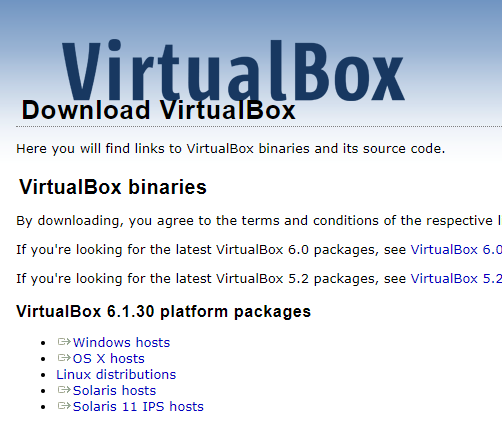 VirtualBox
Download VirtualBox
Here you will find links to VirtualBox binaries and its source code.
VirtualBox binaries
By downloading, you agree to the terms and conditions of the respective l
If you're looking for the latest VirtualBox 6.0 packages, see VirtualBox 6.0
If you're looking for the latest VirtualBox 5.2 packages, see VirtualBox 5.2
VirtualBox 6.1.30 platform packages
Windows hosts
OS X hosts
Linux distributions
Solaris hosts
Solaris 11 IPS hosts